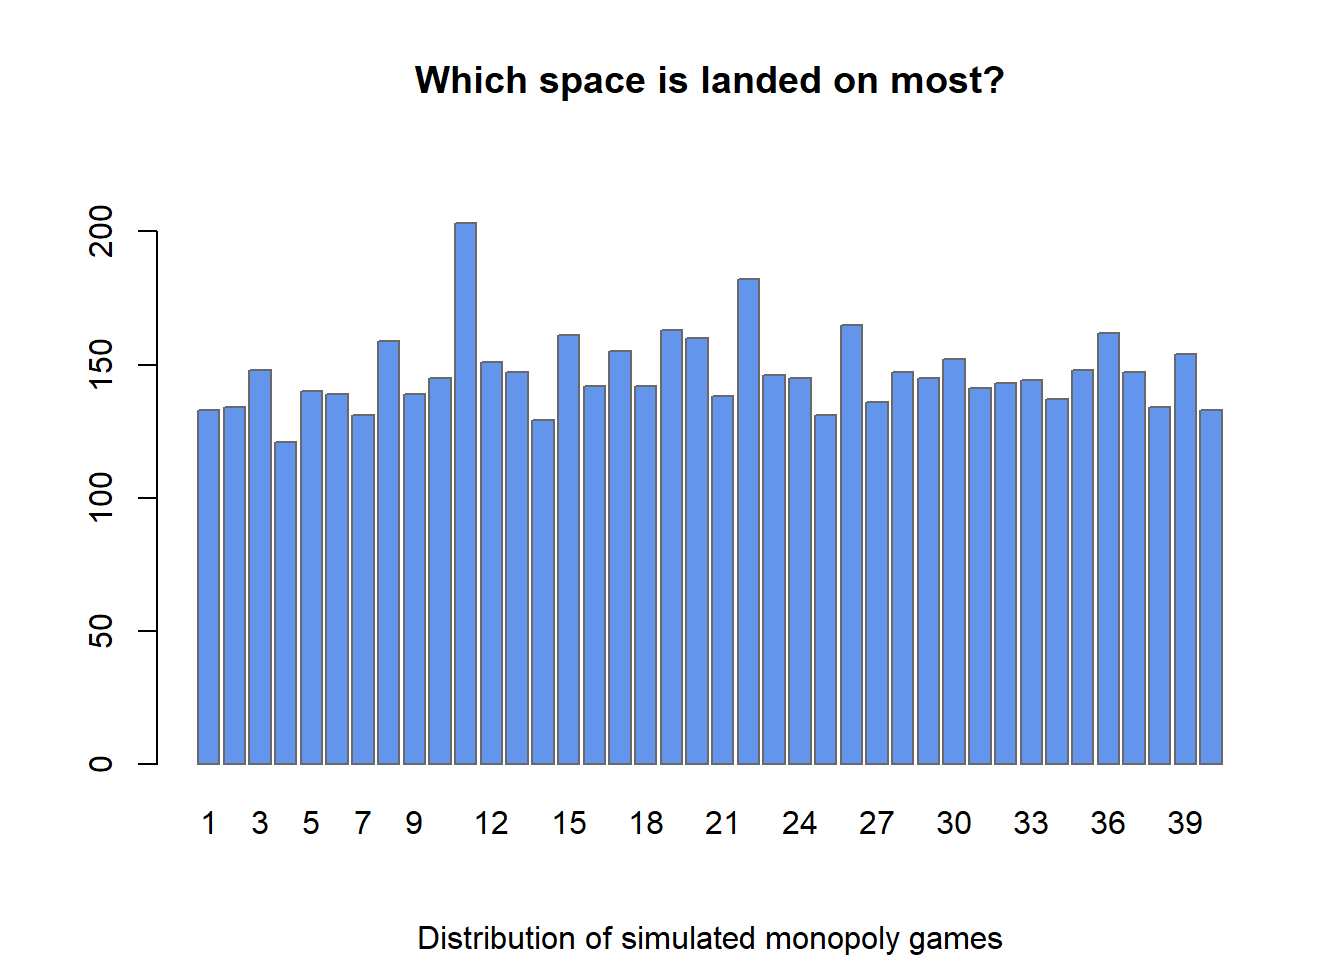 Which space is landed on most?
200
150
100
50
0
1 3 5 7 9 12 15 18 21 24 27 30 33 36 39
Distribution of simulated monopoly games